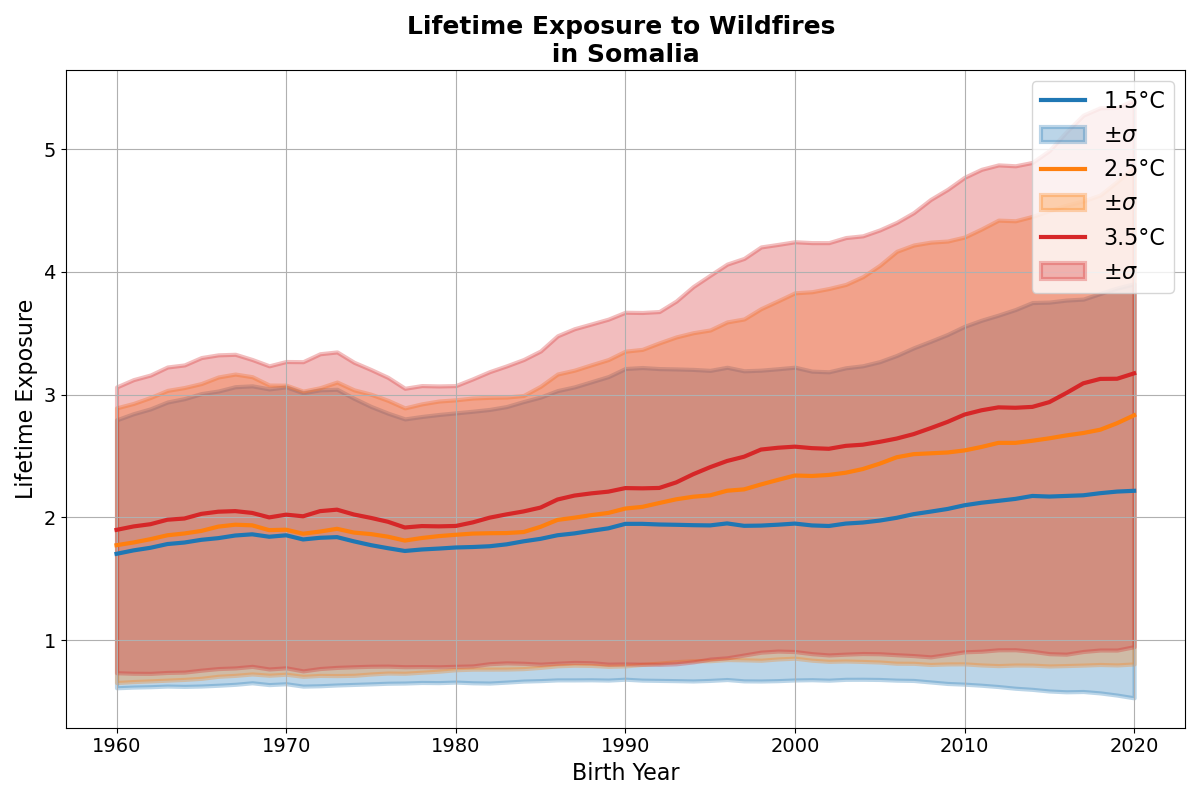 Lifetime Exposure to Wildfires
in Somalia
Lifetime Exposure
5
4
3
2
1
1.5°C
±σ
2.5°C
±σ
3.5°C
±σ
1960 1970 1980 1990 2000 2010 2020
Birth Year